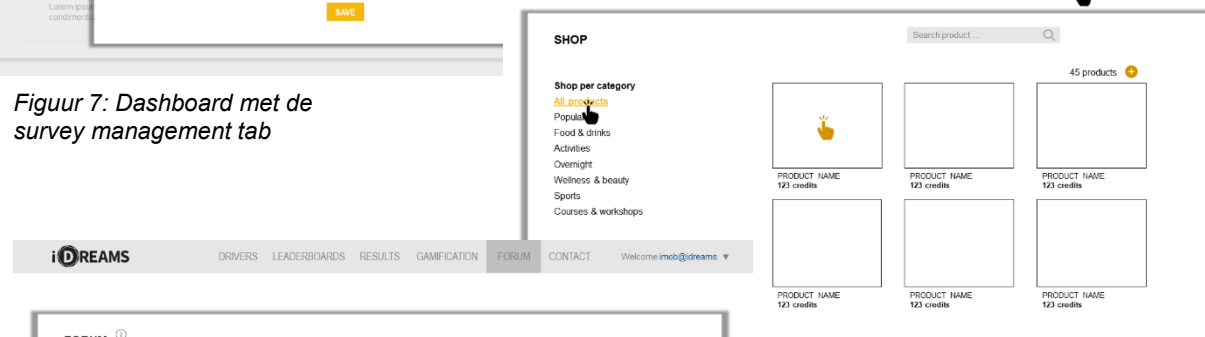 Lorem ipsum
condimentu
SAVE
Figuur 7: Dashboard met de
survey management tab
SHOP
Search product ...
45 products
Shop per category
All products
Popula
Food & drinks
Activities
Overnight
Wellness & beauty
Sports
Courses & workshops
PRODUCT NAME
123 credits
PRODUCT NAME
123 credits
PRODUCT NAME
123 credits
PRODUCT NAME
123 credits
PRODUCT NAME
123 credits
PRODUCT NAME
123 credits
iDREAMS DRIVERS LEADERBOARDS RESULTS GAMIFICATION FORUM CONTACT Welcome imob@idreams
FORUM